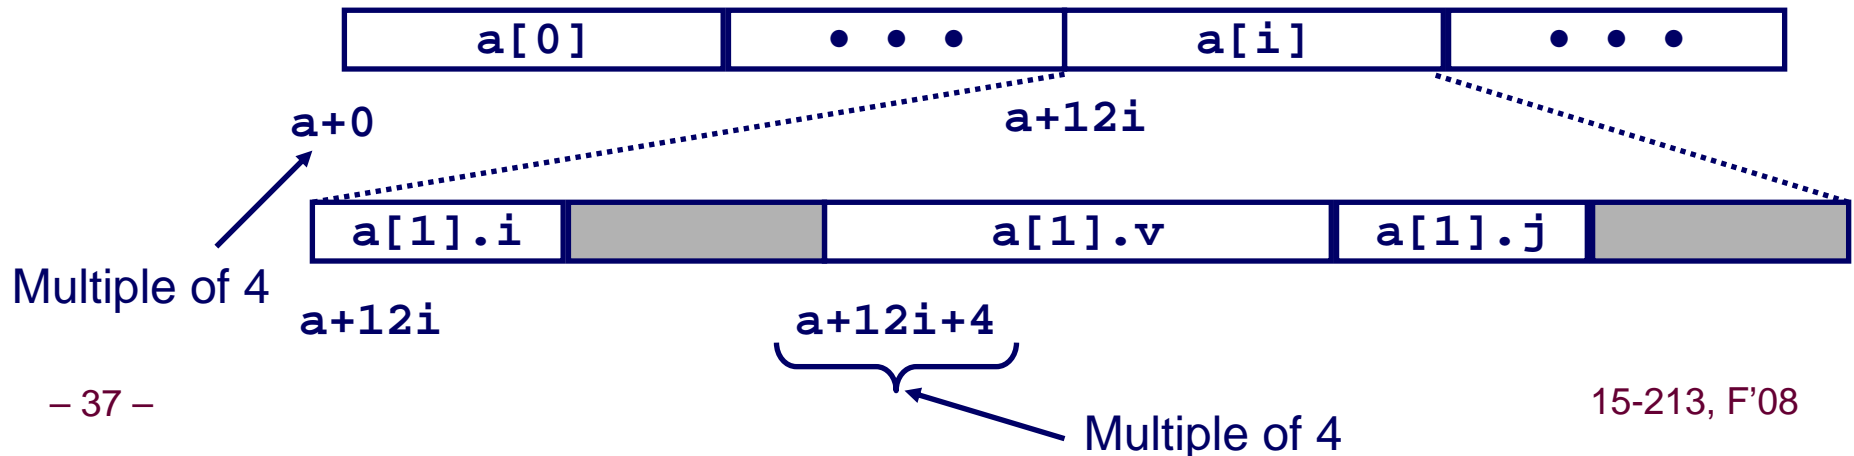 a[0] • • • a[i] • • •
a+0 a+12i
a[1].i a[1].v a[1].j
Multiple of 4
a+12i a+12i+4
– 37 – 15-213, F’08
Multiple of 4